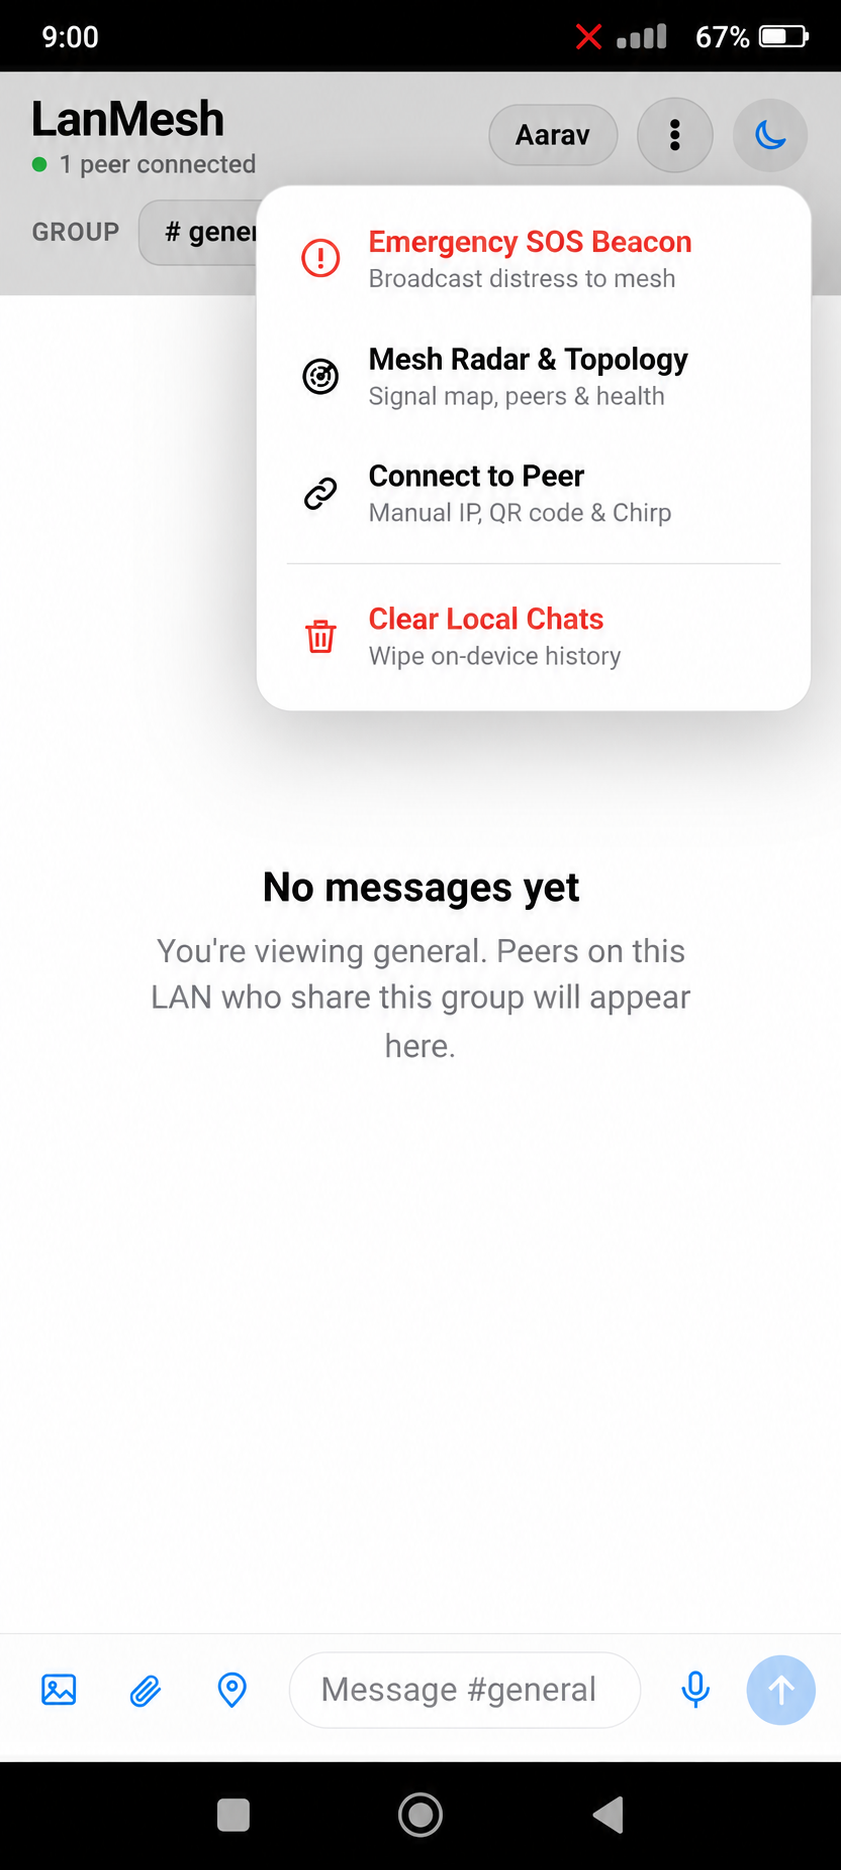 9:00
67%
LanMesh
Aarav
1 peer connected
GROUP
# gener
Emergency SOS Beacon
Broadcast distress to mesh
Mesh Radar & Topology
Signal map, peers & health
Connect to Peer
Manual IP, QR code & Chirp
Clear Local Chats
Wipe on-device history
No messages yet
You're viewing general. Peers on this
LAN who share this group will appear
here.
Message #general